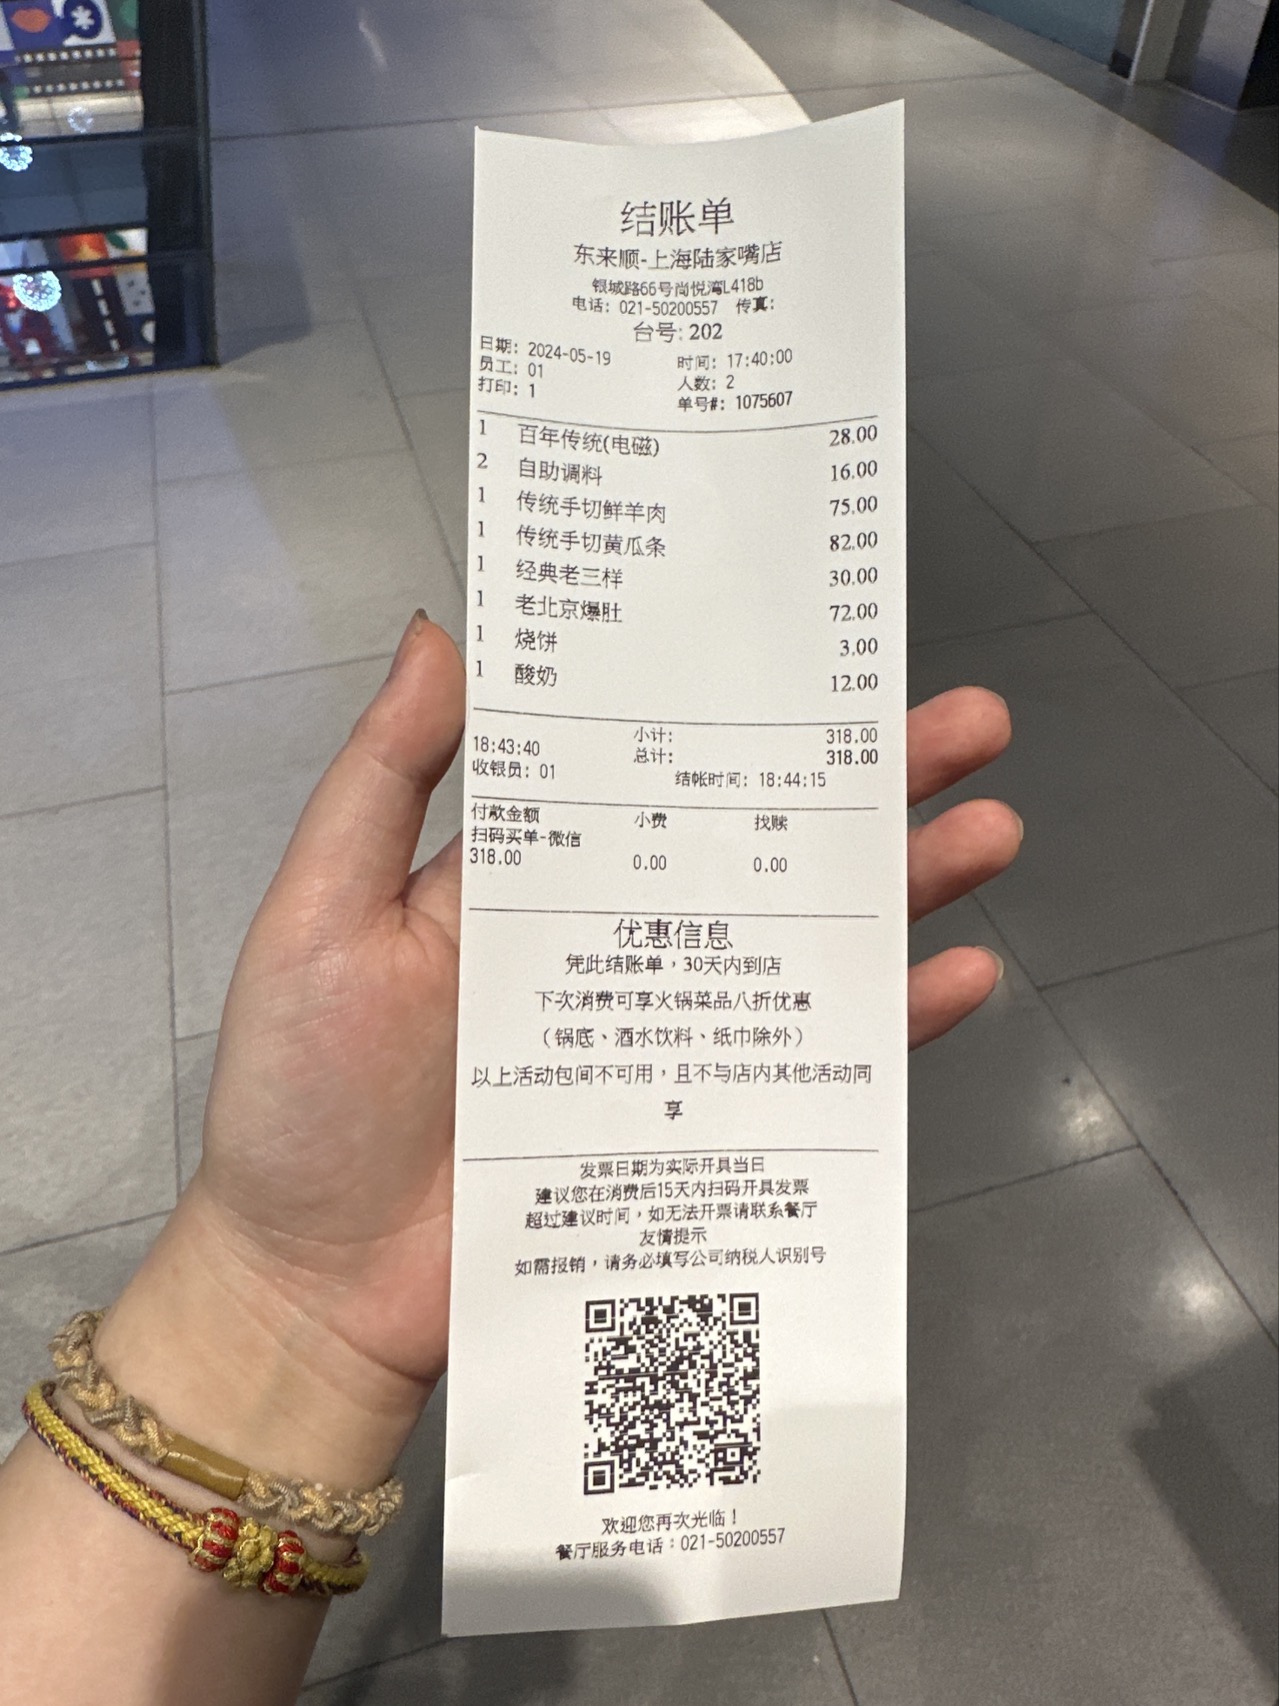 结账单
东来顺-上海陆家嘴店
银城路66号尚悦湾L418b
电话: 021-50200557 传真:
台号: 202
日期: 2024-05-19 时间: 17:40:00
员工: 01 人数: 2
打印: 1 单号#: 1075607
1 百年传统(电磁) 28.00
2 自助调料 16.00
1 传统手切鲜羊肉 75.00
1 传统手切黄瓜条 82.00
1 经典老三样 30.00
1 老北京爆肚 72.00
1 烧饼 3.00
1 酸奶 12.00
小计: 318.00
18:43:40 总计: 318.00
收银员: 01 结帐时间: 18:44:15
付款金额 小费 找赎
扫码买单-微信
318.00 0.00 0.00
优惠信息
凭此结账单，30天内到店
下次消费可享火锅菜品八折优惠
（锅底、酒水饮料、纸巾除外）
以上活动包间不可用，且不与店内其他活动同
享
发票日期为实际开具当日
建议您在消费后15天内扫码开具发票
超过建议时间，如无法开票请联系餐厅
友情提示
如需报销，请务必填写公司纳税人识别号
欢迎您再次光临！
餐厅服务电话：021-50200557